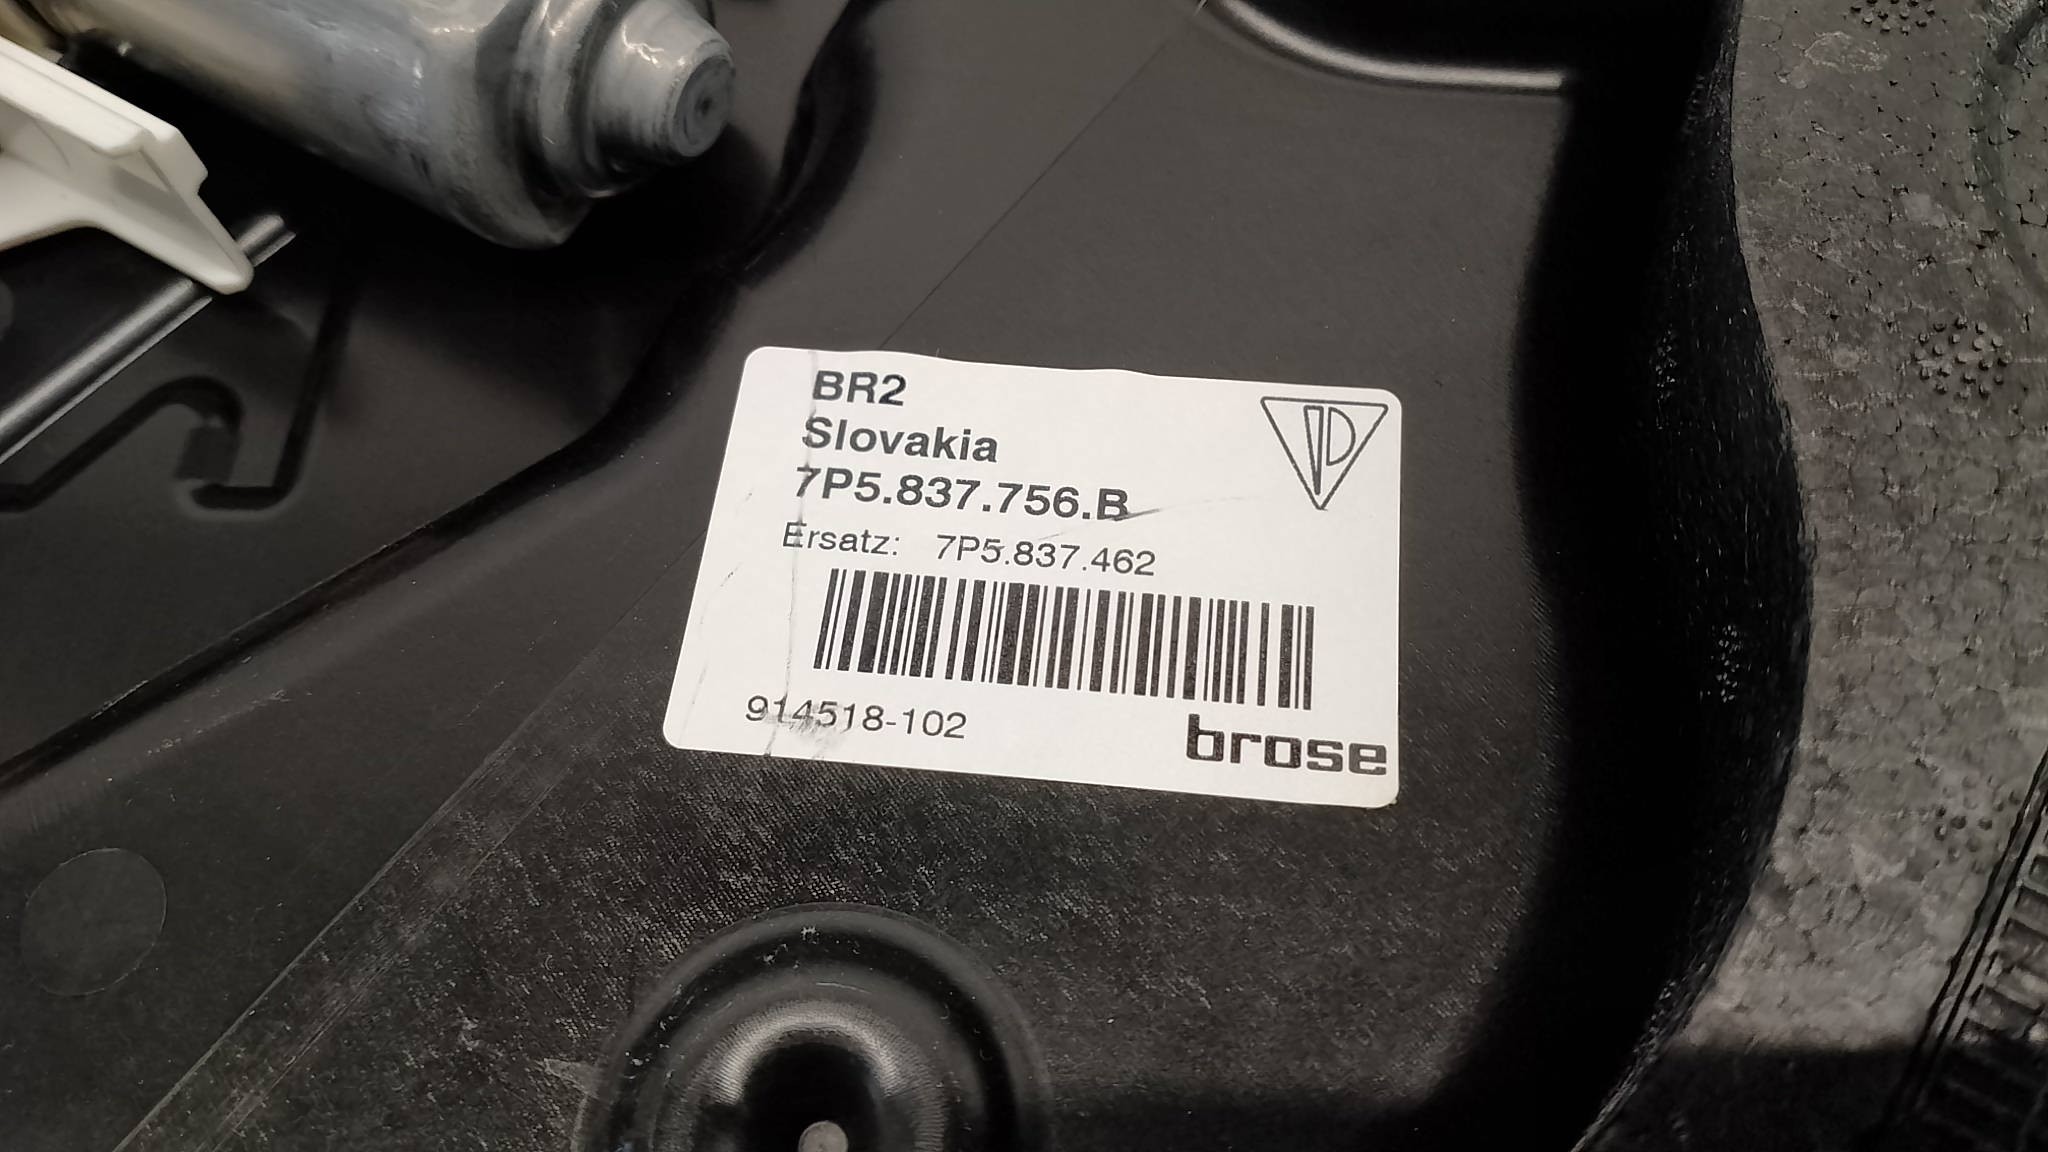 BR2
Slovakia
7P5.837.756.B
Ersatz: 7P5.837.462
914518-102
brose